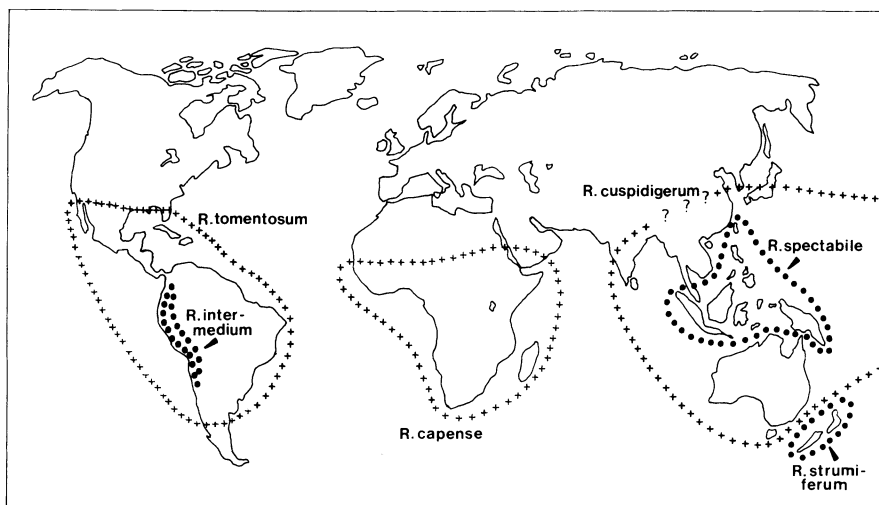 R. cuspidigerum
? ? ?
R. tomentosum
R. spectabile
R. inter-
medium
R. capense
R. strumi-
ferum